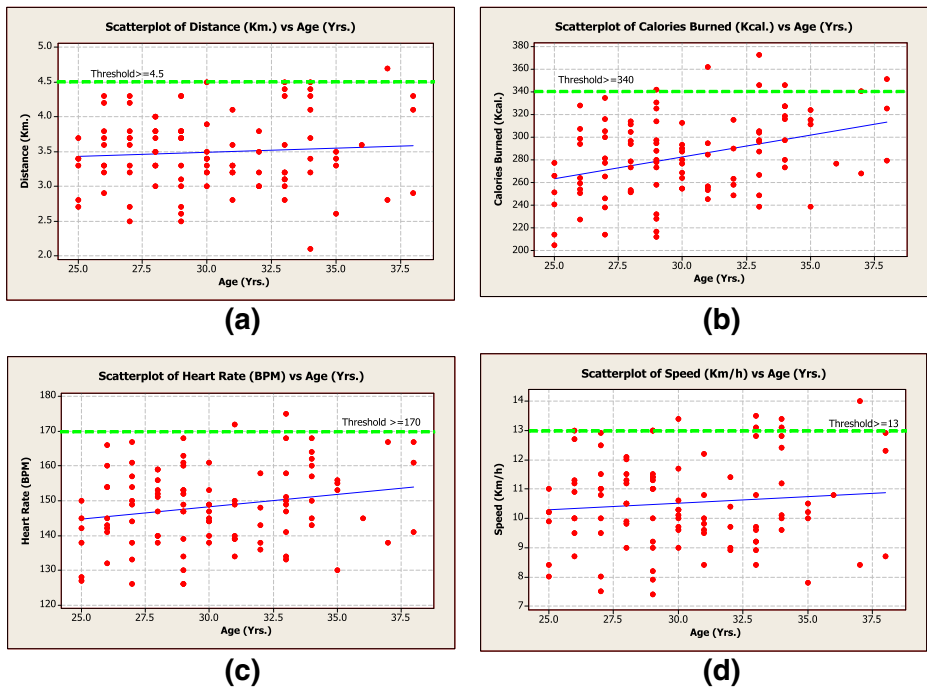 Scatterplot of Distance (Km.) vs Age (Yrs.)
5.0
4.5
4.0
3.5
3.0
2.5
2.0
Distance (Km.)
Threshold>=4.5
25.0 27.5 30.0 32.5 35.0 37.5
Age (Yrs.)
(a)
Scatterplot of Calories Burned (Kcal.) vs Age (Yrs.)
380
360
340
320
300
280
260
240
220
200
Calories Burned (Kcal.)
Threshold>=340
25.0 27.5 30.0 32.5 35.0 37.5
Age (Yrs.)
(b)
Scatterplot of Heart Rate (BPM) vs Age (Yrs.)
180
170
160
150
140
130
120
Heart Rate (BPM)
Threshold >=170
25.0 27.5 30.0 32.5 35.0 37.5
Age (Yrs.)
(c)
Scatterplot of Speed (Km/h) vs Age (Yrs.)
14
13
12
11
10
9
8
7
Speed (Km/h)
Threshold>=13
25.0 27.5 30.0 32.5 35.0 37.5
Age (Yrs.)
(d)